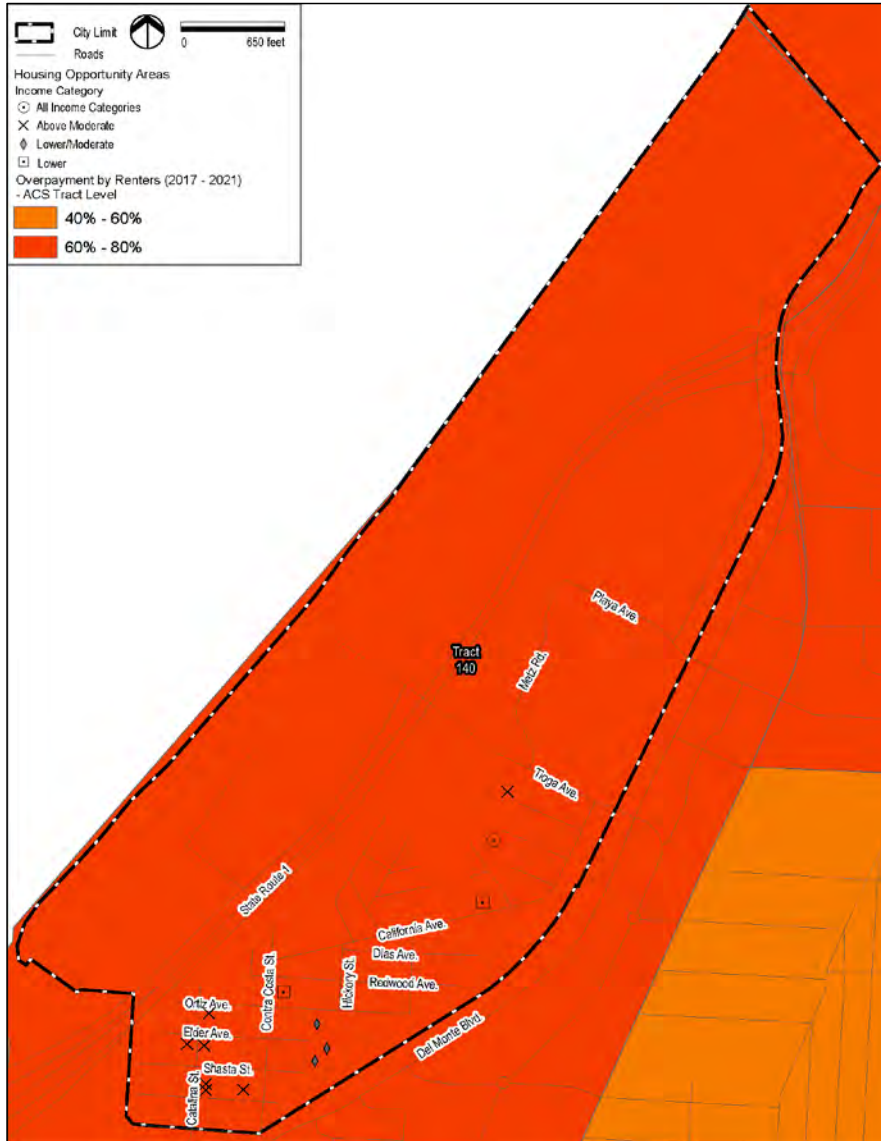 City Limit
0 650 feet
Roads
Housing Opportunity Areas
Income Category
All Income Categories
Above Moderate
Lower/Moderate
Lower
Overpayment by Renters (2017 - 2021)
- ACS Tract Level
40% - 60%
60% - 80%
Playa Ave.
Tract
140
Metz Rd.
Tioga Ave.
State Route 1
California Ave.
Dias Ave.
Contra Costa St.
Hickory St.
Redwood Ave.
Ortiz Ave.
Elder Ave.
Del Monte Blvd
Shasta St.
Catalina St.